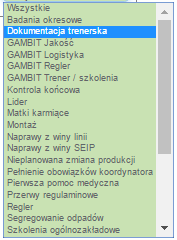 Wszystkie
Badania okresowe
Dokumentacja trenerska
GAMBIT Jakość
GAMBIT Logistyka
GAMBIT Regler
GAMBIT Trener / szkolenia
Kontrola końcowa
Lider
Matki karmiące
Montaż
Naprawy z winy linii
Naprawy z winy SEIP
Nieplanowana zmiana produkcji
Pełnienie obowiązków koordynatora
Pierwsza pomoc medyczna
Przerwy regulaminowe
Regler
Segregowanie odpadów
Szkolenia ogólnozakładowe